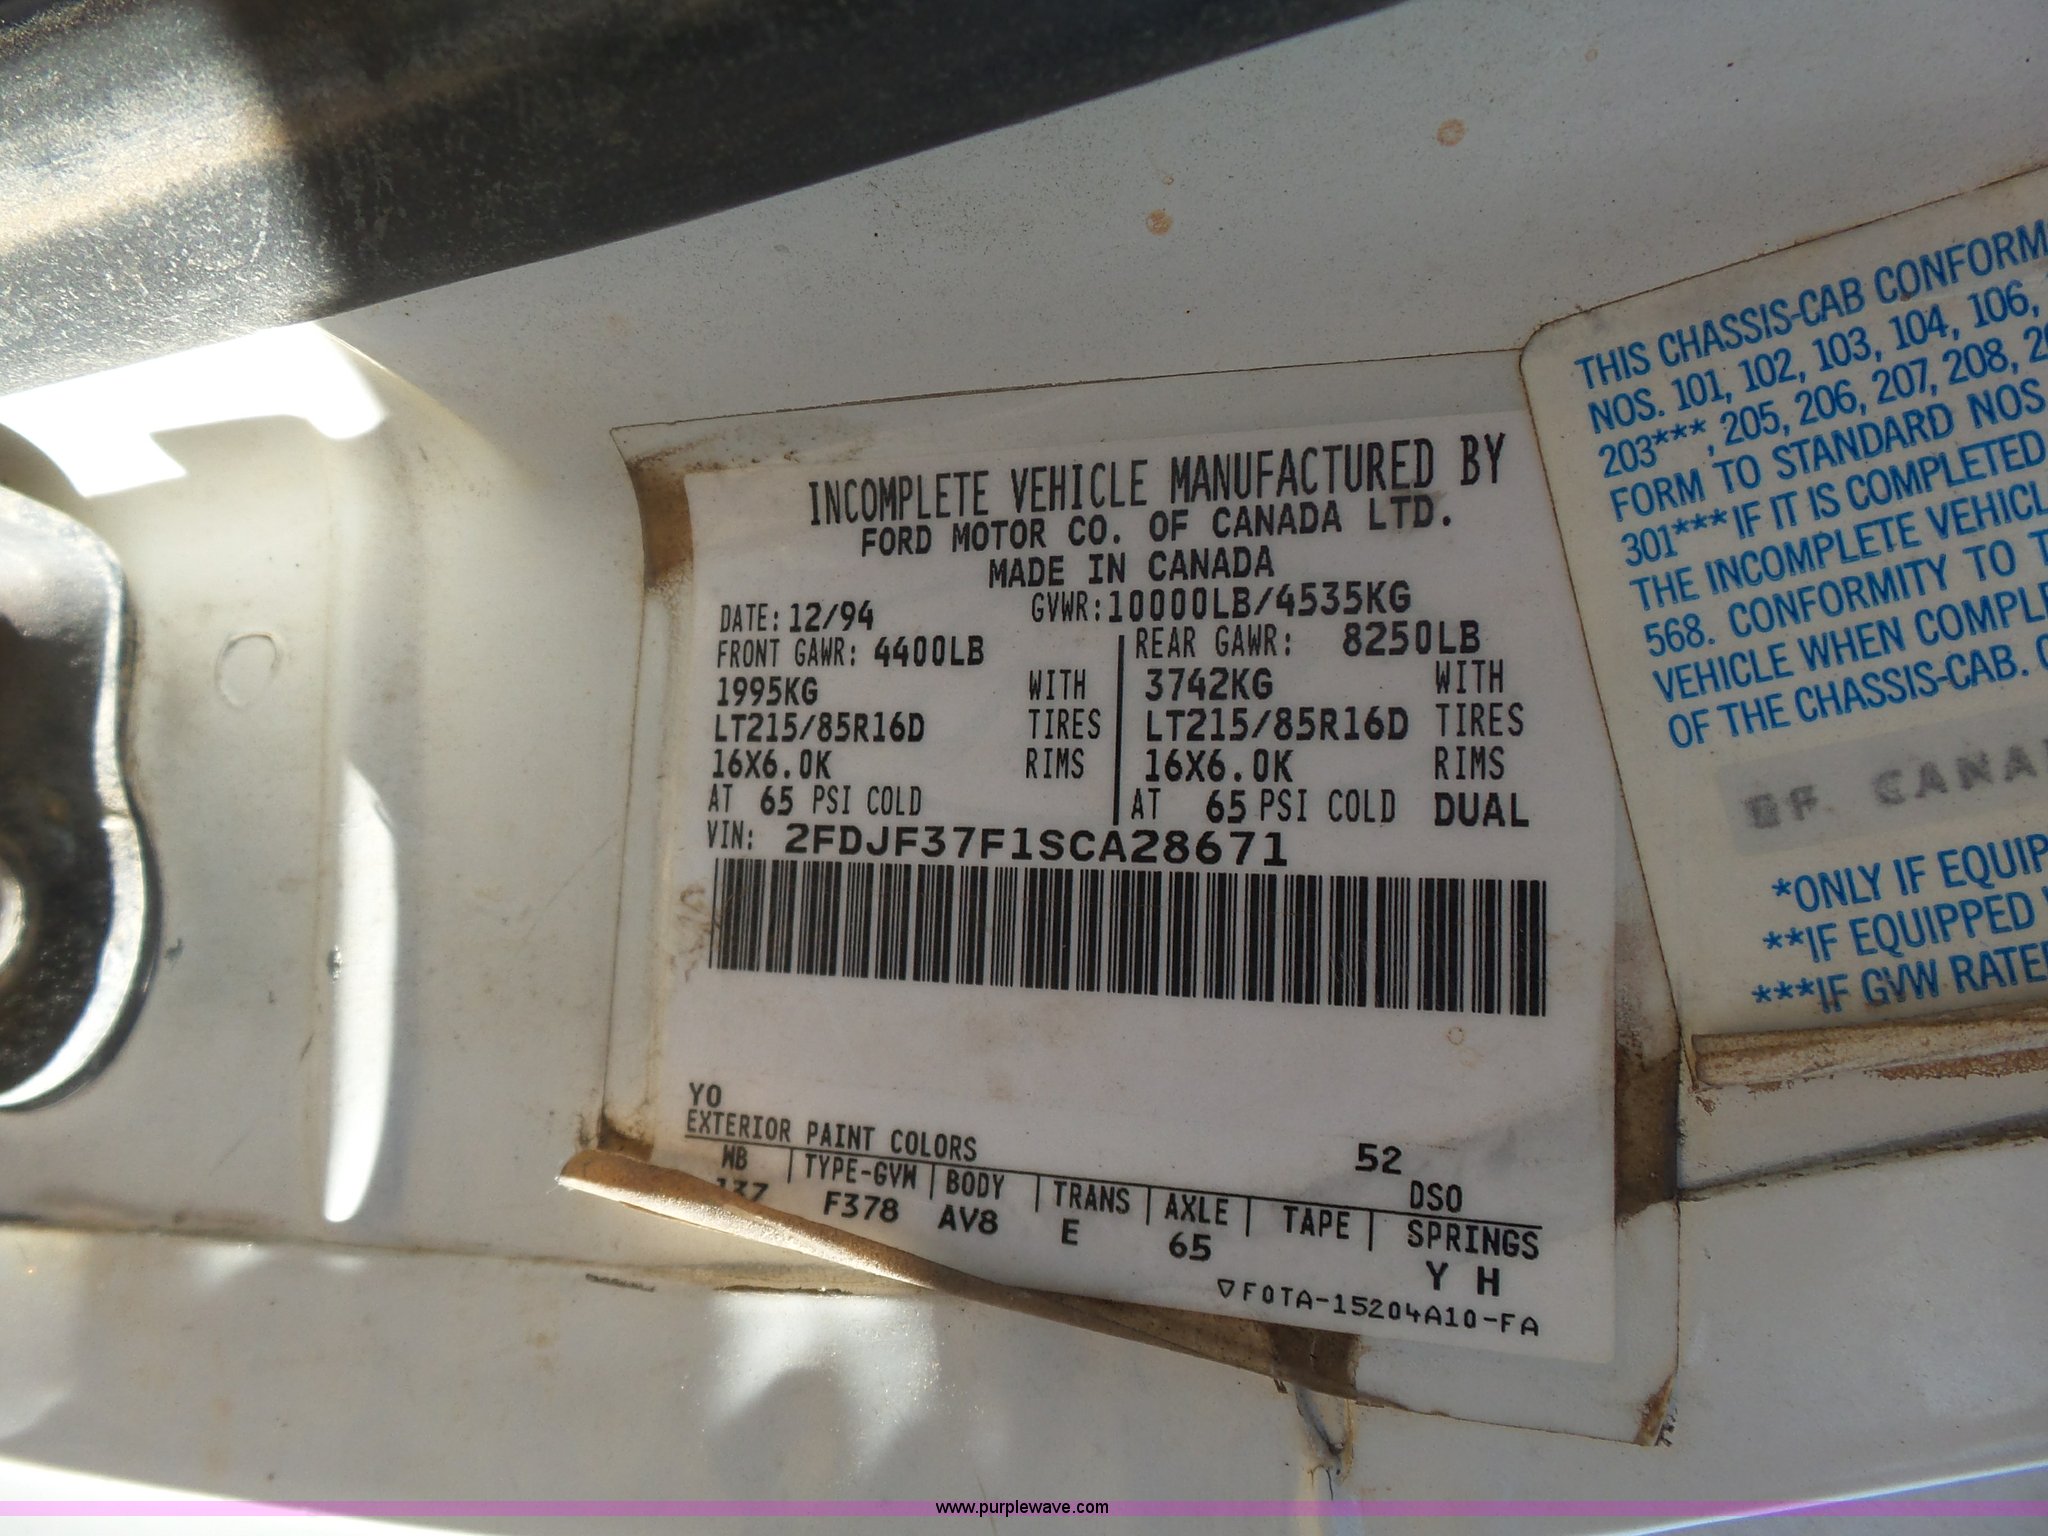 INCOMPLETE VEHICLE MANUFACTURED BY
FORD MOTOR CO. OF CANADA LTD.
MADE IN CANADA
DATE: 12/94 GVWR: 10000LB/4535KG
FRONT GAWR: 4400LB REAR GAWR: 8250LB
1995KG WITH 3742KG WITH
LT215/85R16D TIRES LT215/85R16D TIRES
16X6.0K RIMS 16X6.0K RIMS
AT 65 PSI COLD AT 65 PSI COLD DUAL
VIN: 2FDJF37F1SCA28671
YO
EXTERIOR PAINT COLORS 52
DSO
WB | TYPE-GVW | BODY | TRANS | AXLE | TAPE | SPRINGS
137 F378 AV8 E 65 Y H
▽F0TA-15204A10-FA
THIS CHASSIS-CAB CONFORM
NOS. 101, 102, 103, 104, 106,
203***, 205, 206, 207, 208, 20
FORM TO STANDARD NOS
301*** IF IT IS COMPLETED
THE INCOMPLETE VEHICL
568. CONFORMITY TO T
VEHICLE WHEN COMPLE
OF THE CHASSIS-CAB.
OF CANA
*ONLY IF EQUIP
**IF EQUIPPED
***IF GVW RATE
www.purplewave.com